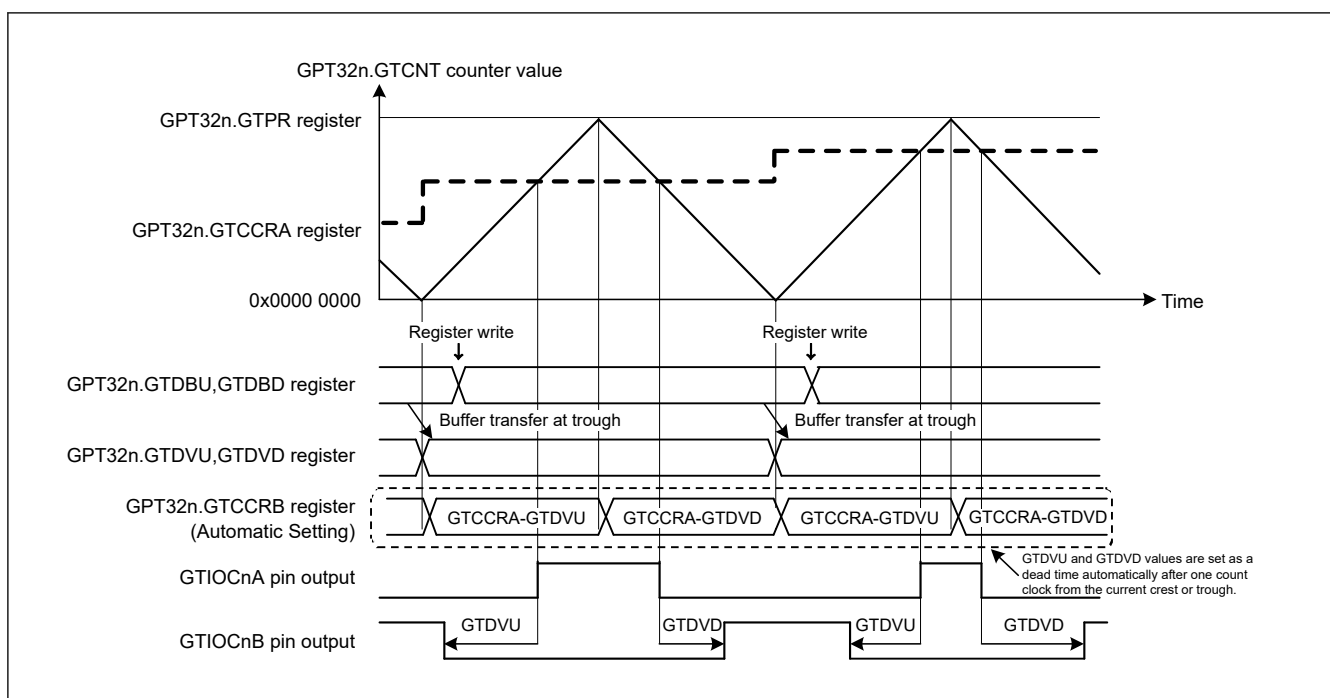 GPT32n.GTCNT counter value
GPT32n.GTPR register
GPT32n.GTCCRA register
0x0000 0000
Time
Register write
Register write
GPT32n.GTDBU,GTDBD register
Buffer transfer at trough
Buffer transfer at trough
GPT32n.GTDVU,GTDVD register
GPT32n.GTCCRB register
(Automatic Setting)
GTCCRA-GTDVU
GTCCRA-GTDVD
GTCCRA-GTDVU
GTCCRA-GTDVD
GTDVU and GTDVD values are set as a
dead time automatically after one count
clock from the current crest or trough.
GTIOCnA pin output
GTDVU
GTDVD
GTDVU
GTDVD
GTIOCnB pin output